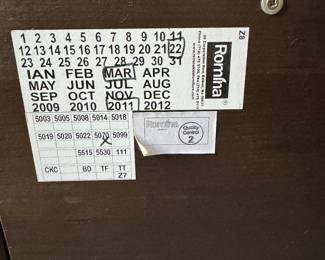 1 2 3 4 5 6 7 8 9 10 11
12 13 14 15 16 17 18 19 20 21 22
23 24 25 26 27 28 29 30 31
IAN FEB MAR APR
MAY JUN JUL AUG
SEP OCT NOV DEC
2009 2010 2011 2012
Romina
Z8
5003 5005 5008 5014 5018
5019 5020 5022 5070 5099
5515 5530 111
CKC BD TF TT
Z7
Romina
Quality
Control
2